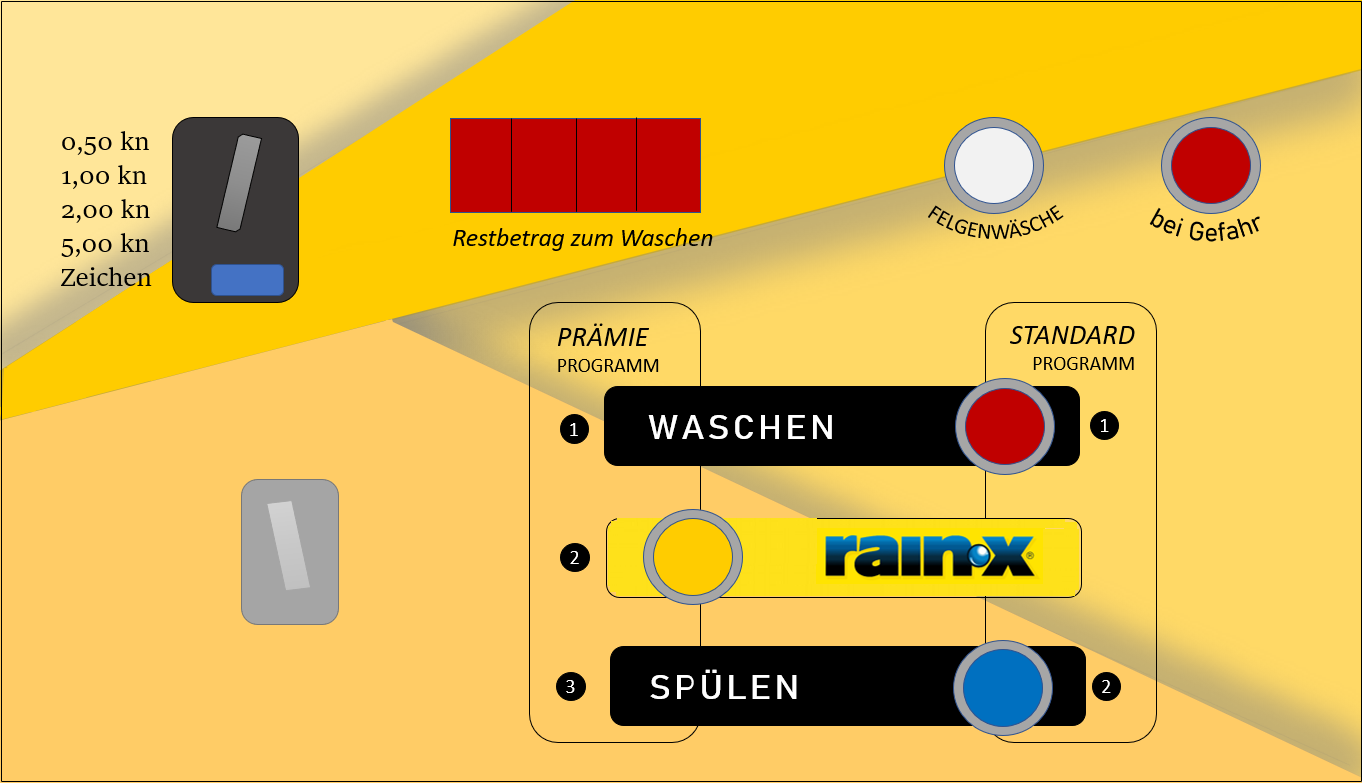 0,50 kn
1,00 kn
2,00 kn
5,00 kn
Zeichen
Restbetrag zum Waschen
FELGENWÄSCHE
bei Gefahr
PRÄMIE
PROGRAMM
STANDARD
PROGRAMM
1 WASCHEN 1
2 rain-x®
3 SPÜLEN 2